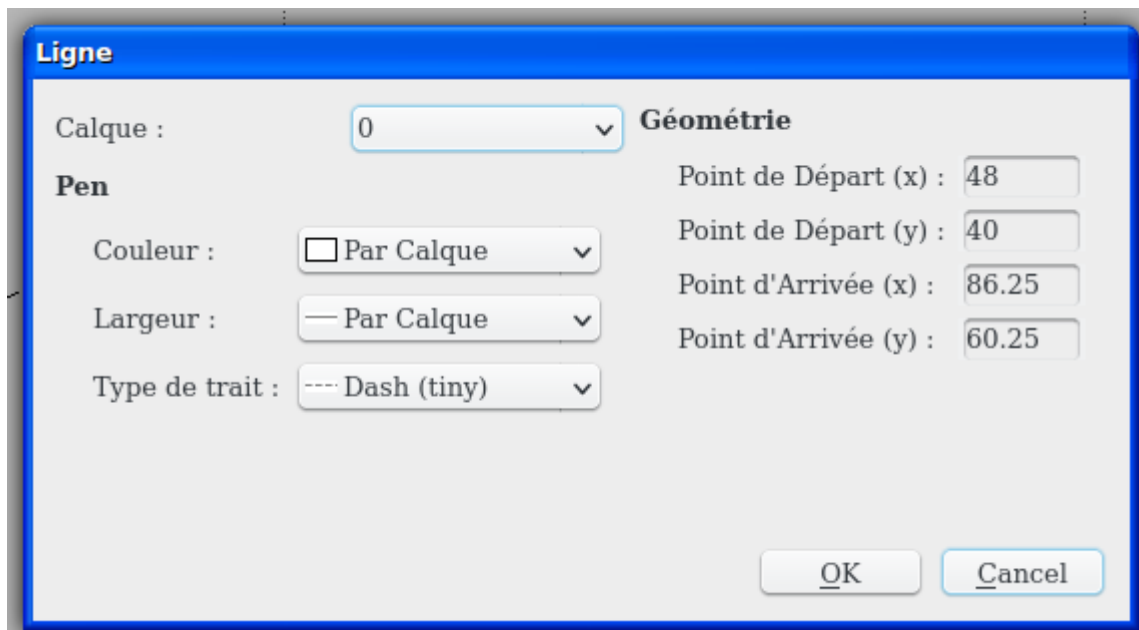 Ligne
Calque :
0
Pen
Couleur :
Par Calque
Largeur :
Par Calque
Type de trait :
Dash (tiny)
Géométrie
Point de Départ (x) :
48
Point de Départ (y) :
40
Point d'Arrivée (x) :
86.25
Point d'Arrivée (y) :
60.25
OK
Cancel